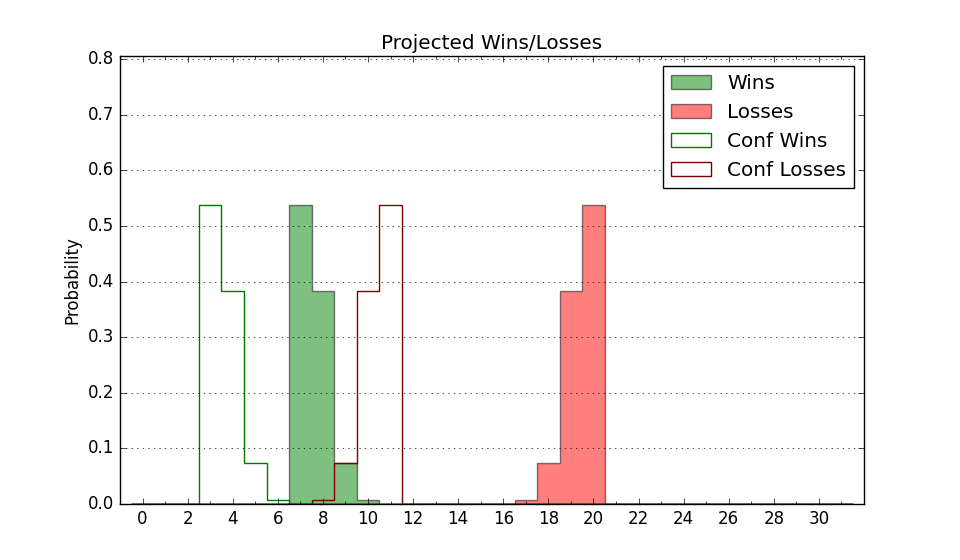 Projected Wins/Losses
0.8
0.7
0.6
0.5
0.4
0.3
0.2
0.1
0.0
Probability
Wins
Losses
Conf Wins
Conf Losses
0 2 4 6 8 10 12 14 16 18 20 22 24 26 28 30